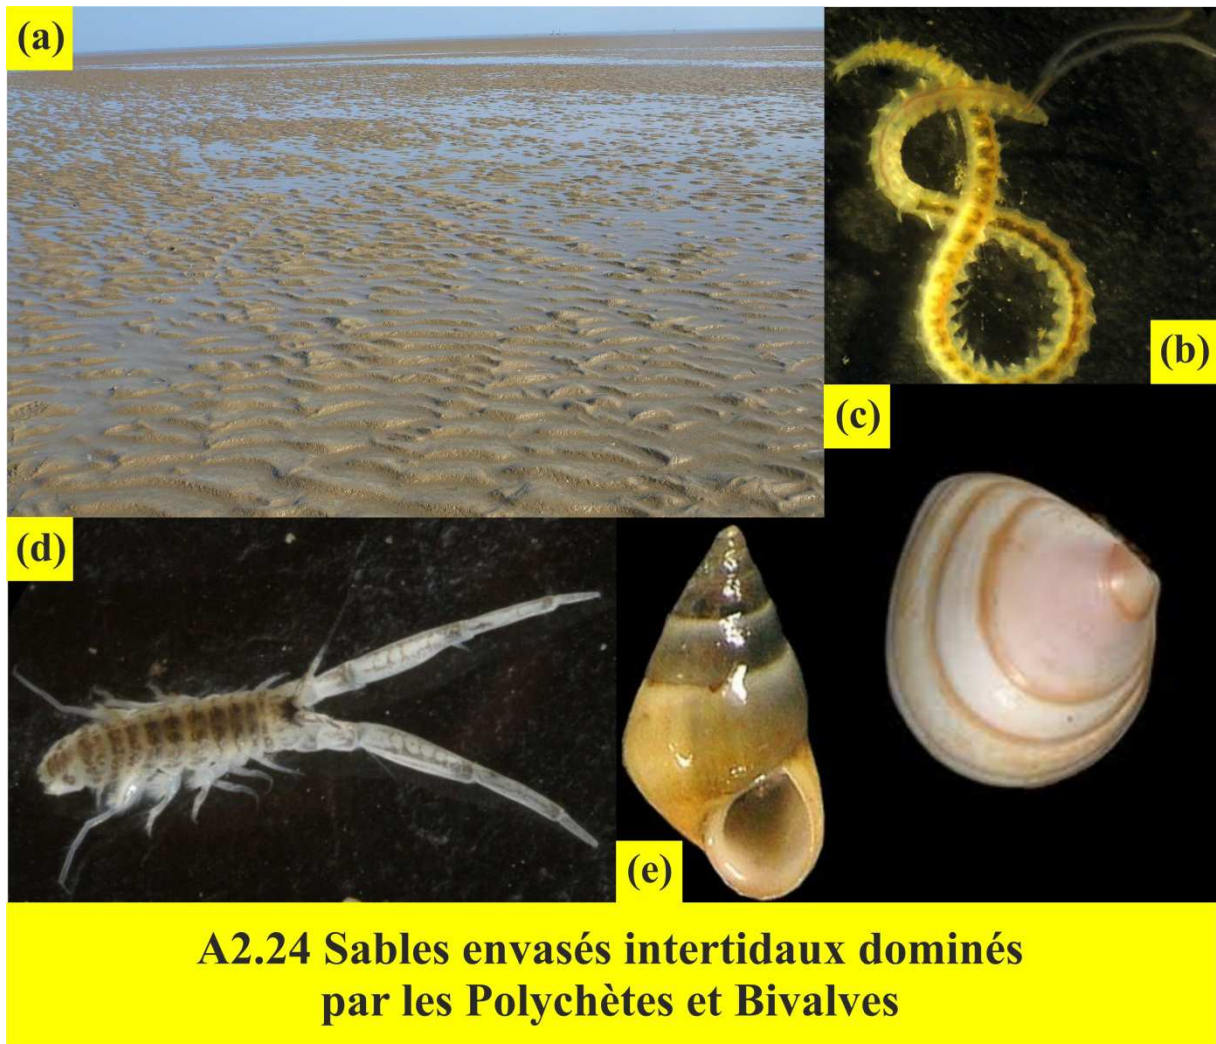 (a)
(b)
(c)
(d)
(e)
A2.24 Sables envasés intertidaux dominés
par les Polychètes et Bivalves